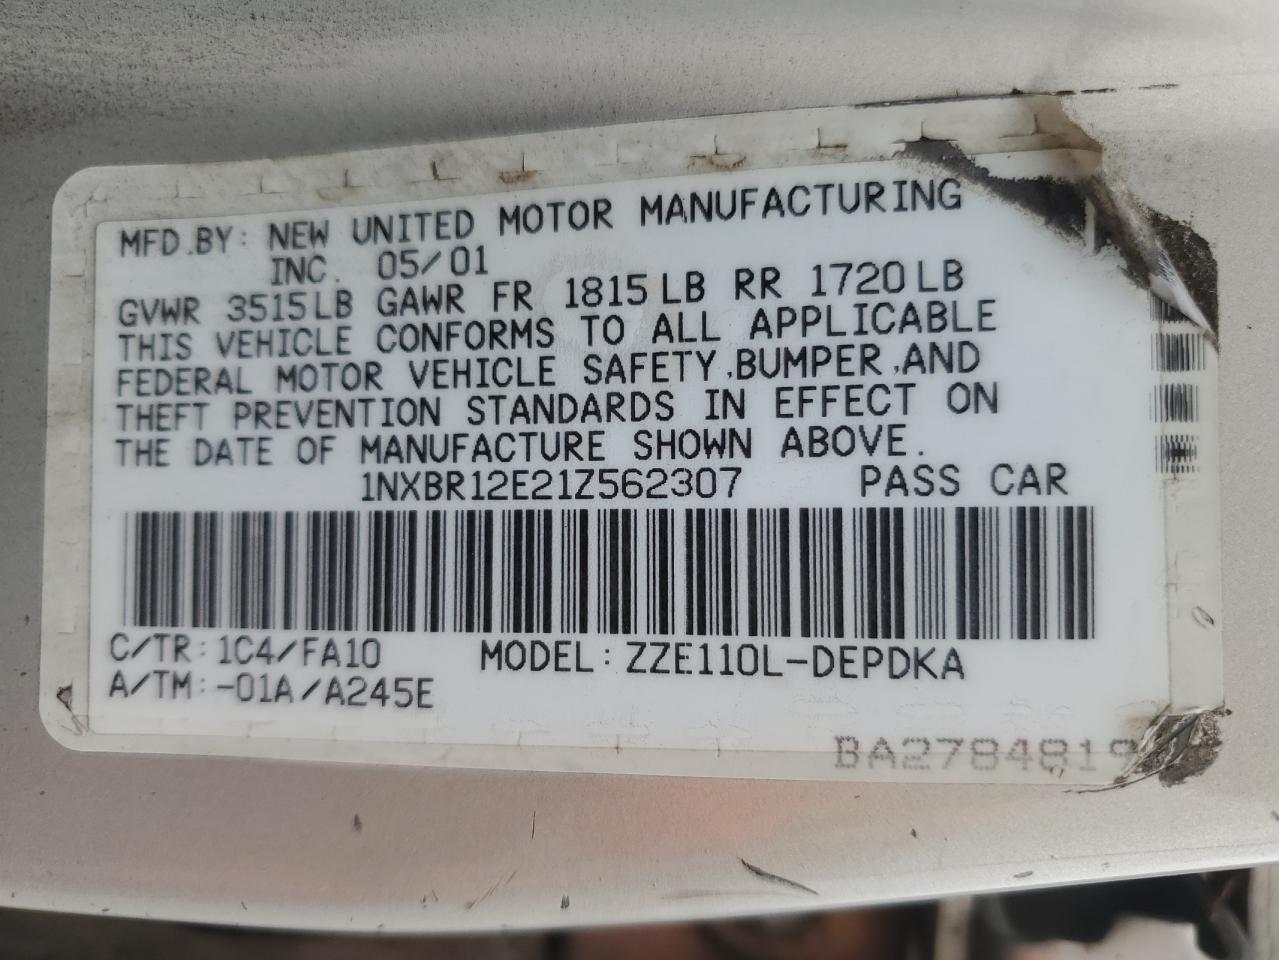 MFD.BY: NEW UNITED MOTOR MANUFACTURING
INC. 05/01
GVWR 3515LB GAWR FR 1815LB RR 1720LB
THIS VEHICLE CONFORMS TO ALL APPLICABLE
FEDERAL MOTOR VEHICLE SAFETY,BUMPER,AND
THEFT PREVENTION STANDARDS IN EFFECT ON
THE DATE OF MANUFACTURE SHOWN ABOVE.
1NXBR12E21Z562307 PASS CAR
C/TR: 1C4/FA10 MODEL: ZZE110L-DEPDKA
A/TM: -01A/A245E